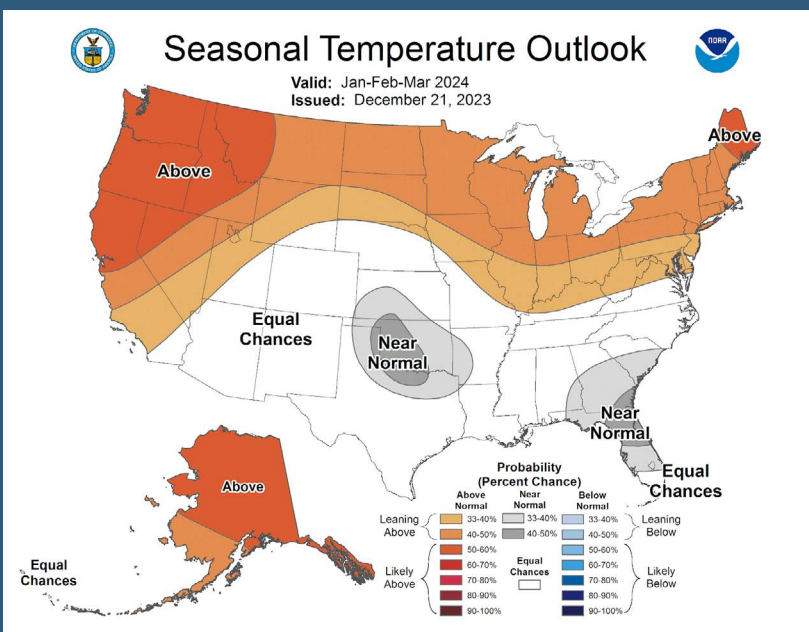 Seasonal Temperature Outlook
NOAA
Valid: Jan-Feb-Mar 2024
Issued: December 21, 2023
Above
Above
Equal
Chances
Near
Normal
Near
Normal
Equal
Chances
Above
Equal
Chances
Probability
(Percent Chance)
Above
Normal
Near
Normal
Below
Normal
Leaning
Above
33-40%
33-40%
33-40%
Leaning
Below
40-50%
40-50%
40-50%
Likely
Above
50-60%
50-60%
Likely
Below
60-70%
Equal
Chances
60-70%
70-80%
70-80%
80-90%
80-90%
90-100%
90-100%